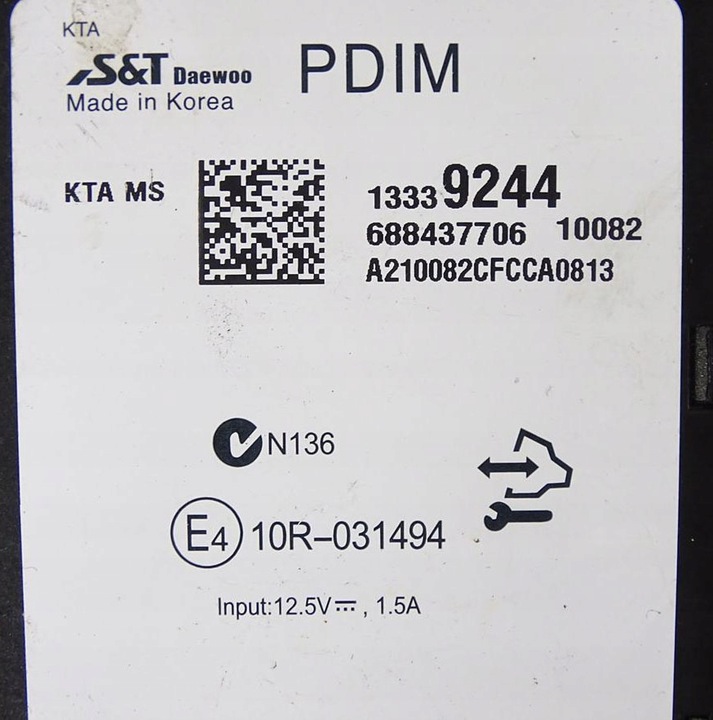 KTA
S&T Daewoo PDIM
Made in Korea
KTA MS
13339244
688437706 10082
A210082CFCCA0813
N136
E4 10R-031494
Input:12.5V⎓, 1.5A